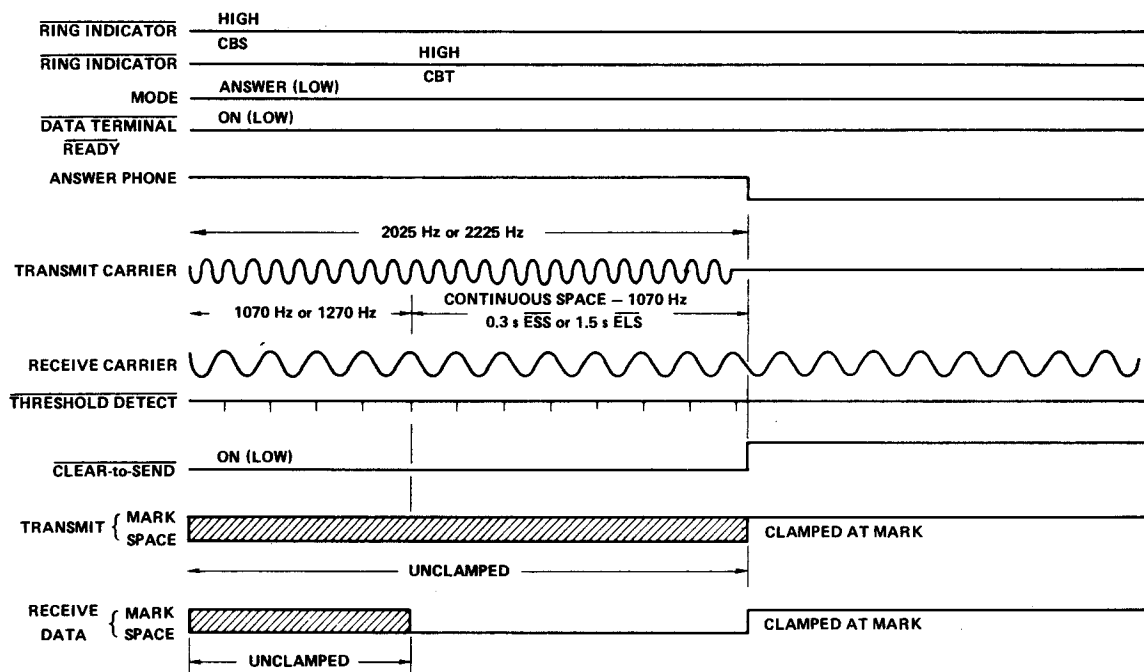 HIGH
RING INDICATOR
CBS
HIGH
RING INDICATOR
CBT
MODE
ANSWER (LOW)
DATA TERMINAL
READY
ON (LOW)
ANSWER PHONE
2025 Hz or 2225 Hz
TRANSMIT CARRIER
1070 Hz or 1270 Hz
CONTINUOUS SPACE – 1070 Hz
0.3 s ESS or 1.5 s ELS
RECEIVE CARRIER
THRESHOLD DETECT
CLEAR-to-SEND
ON (LOW)
TRANSMIT { MARK
SPACE
CLAMPED AT MARK
UNCLAMPED
RECEIVE
DATA { MARK
SPACE
CLAMPED AT MARK
UNCLAMPED